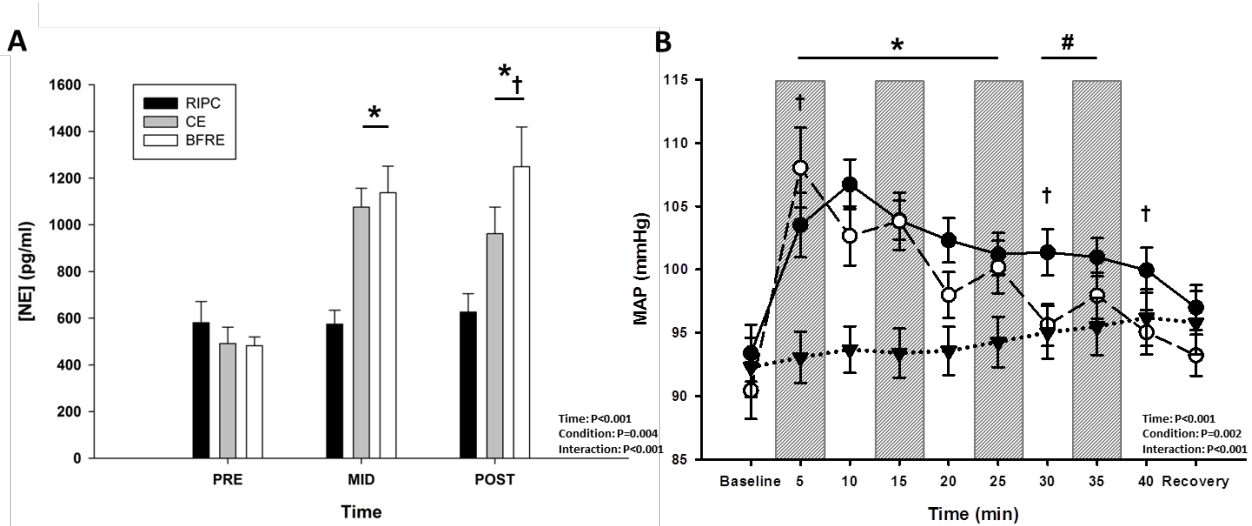 A
1600
1400
1200
1000
800
600
400
200
0
[NE] (pg/ml)
RIPC
CE
BFRE
*
*†
PRE
MID
POST
Time
Time: P<0.001
Condition: P=0.004
Interaction: P<0.001
B
*
#
115
110
105
100
95
90
85
MAP (mmHg)
†
†
†
Baseline 5 10 15 20 25 30 35 40 Recovery
Time (min)
Time: P<0.001
Condition: P=0.002
Interaction: P<0.001